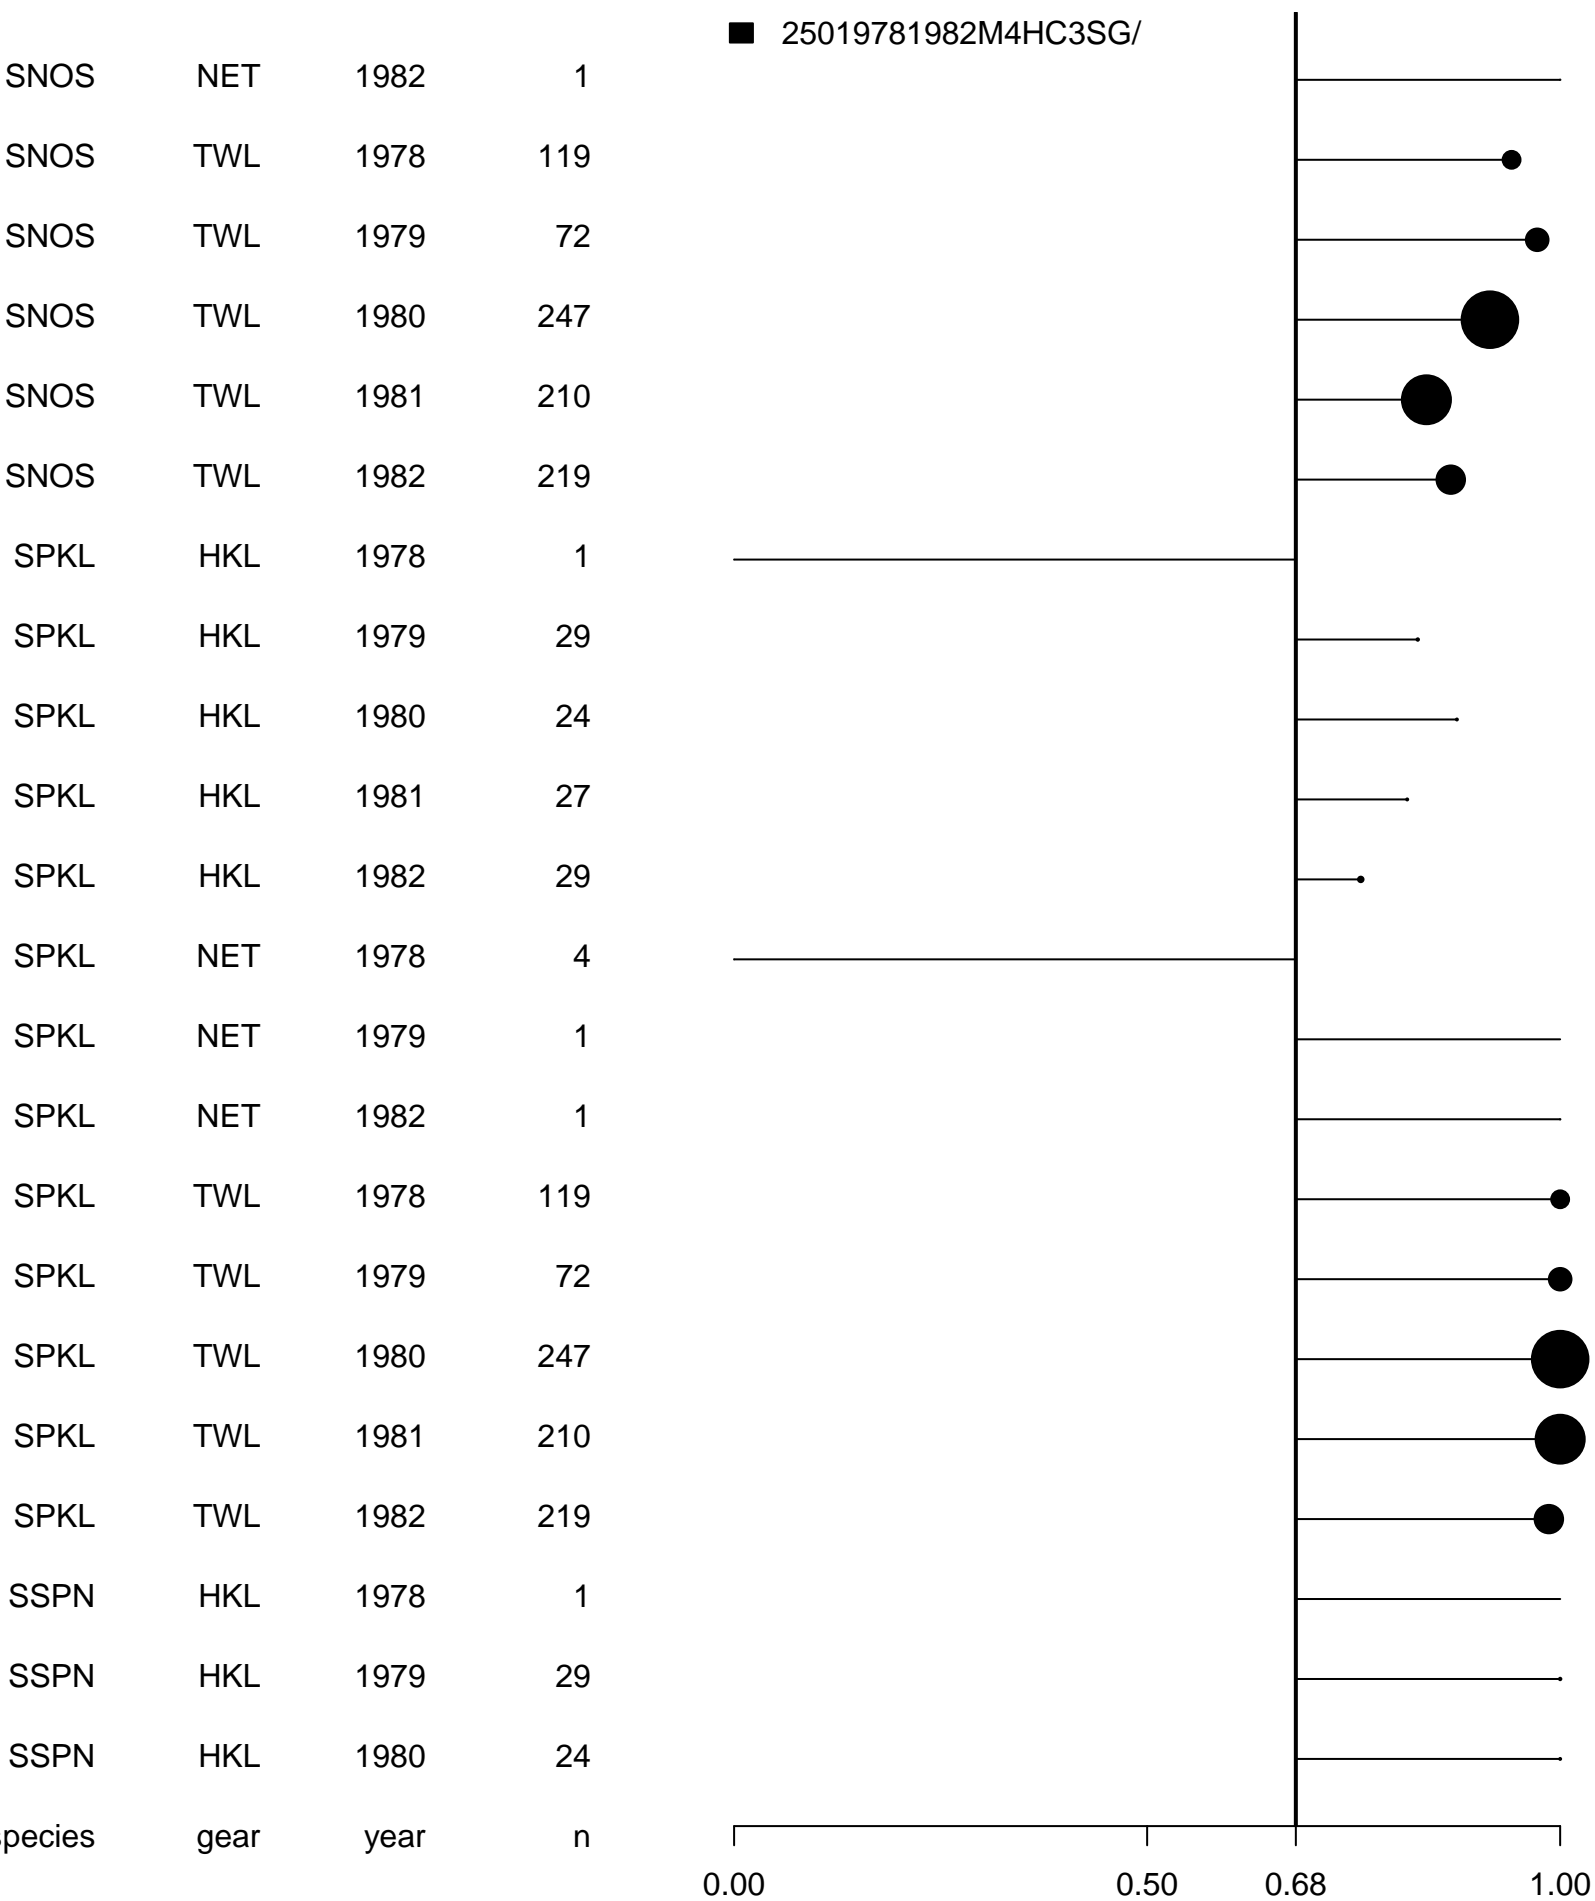 25019781982M4HC3SG/
SNOS NET 1982 1
SNOS TWL 1978 119
SNOS TWL 1979 72
SNOS TWL 1980 247
SNOS TWL 1981 210
SNOS TWL 1982 219
SPKL HKL 1978 1
SPKL HKL 1979 29
SPKL HKL 1980 24
SPKL HKL 1981 27
SPKL HKL 1982 29
SPKL NET 1978 4
SPKL NET 1979 1
SPKL NET 1982 1
SPKL TWL 1978 119
SPKL TWL 1979 72
SPKL TWL 1980 247
SPKL TWL 1981 210
SPKL TWL 1982 219
SSPN HKL 1978 1
SSPN HKL 1979 29
SSPN HKL 1980 24
species gear year n
0.00 0.50 0.68 1.00